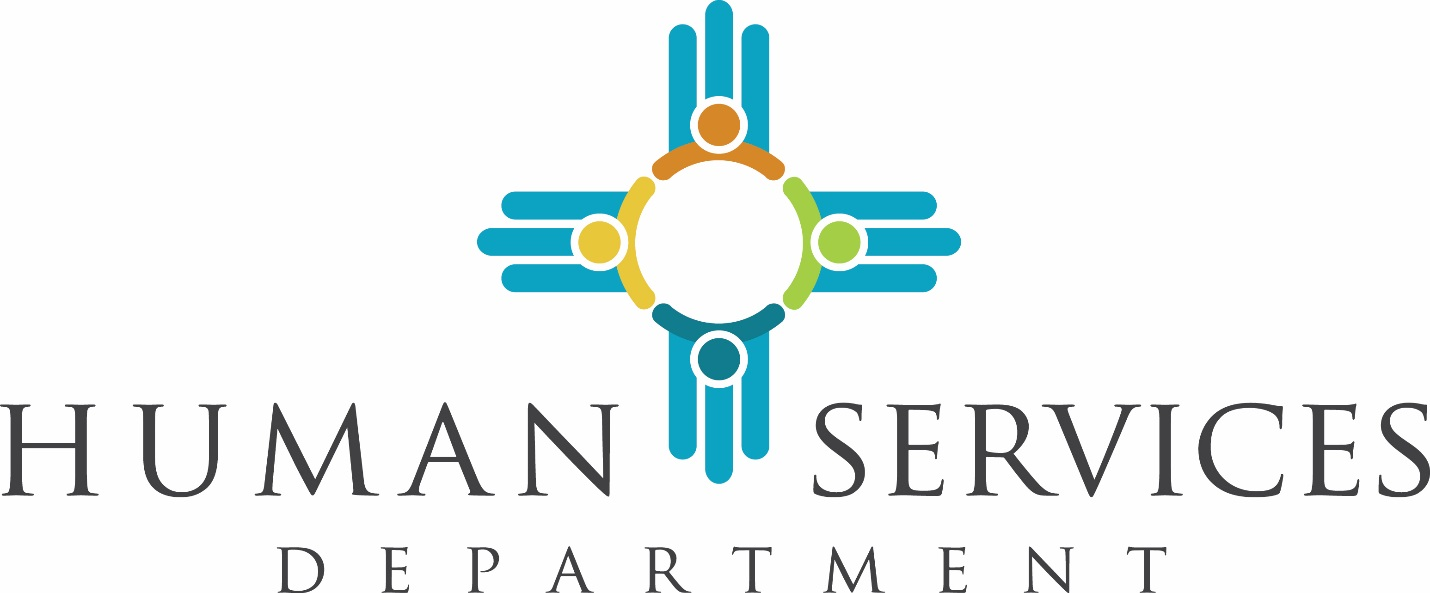 HUMAN SERVICES
DEPARTMENT